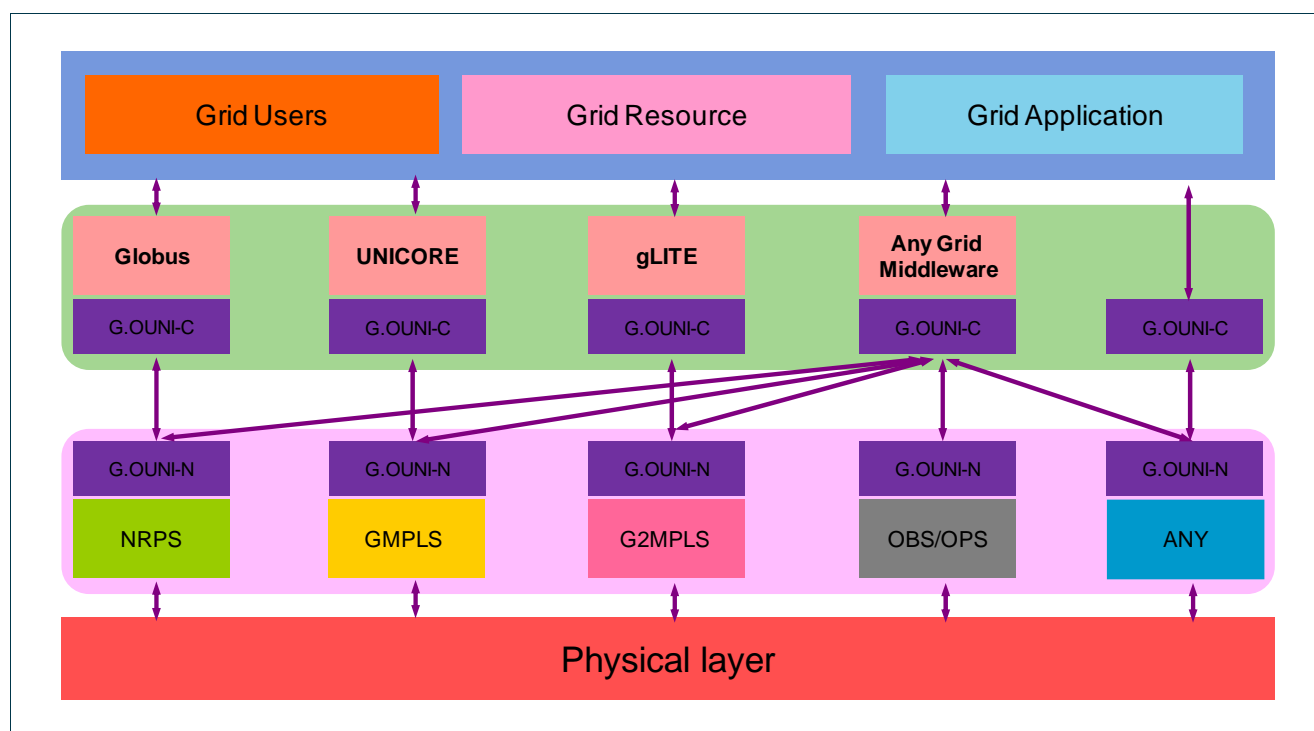 Grid Users
Grid Resource
Grid Application
Globus
UNICORE
gLITE
Any Grid
Middleware
G.OUNI-C
G.OUNI-C
G.OUNI-C
G.OUNI-C
G.OUNI-C
G.OUNI-N
G.OUNI-N
G.OUNI-N
G.OUNI-N
G.OUNI-N
NRPS
GMPLS
G2MPLS
OBS/OPS
ANY
Physical layer